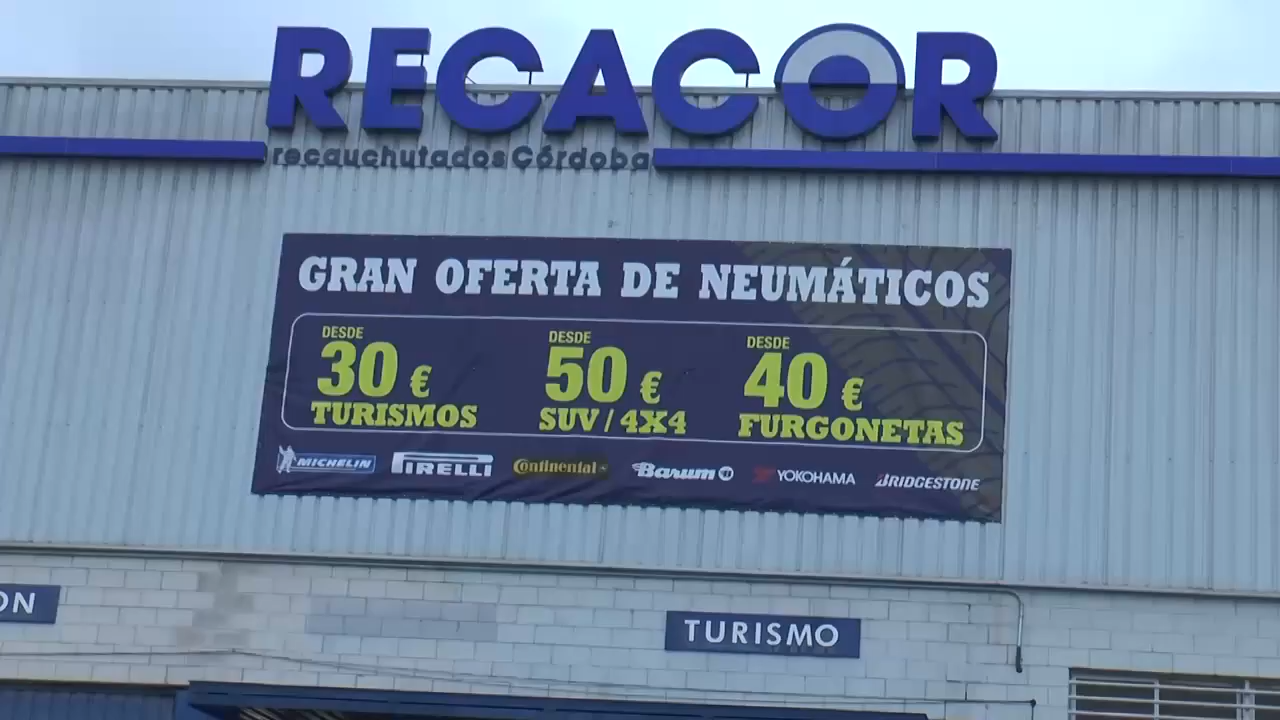 RECACOR
recauchutados Córdoba
GRAN OFERTA DE NEUMÁTICOS
DESDE
30 €
TURISMOS
DESDE
50 €
SUV / 4X4
DESDE
40 €
FURGONETAS
MICHELIN
PIRELLI
Continental
Barum
YOKOHAMA
BRIDGESTONE
ON
TURISMO